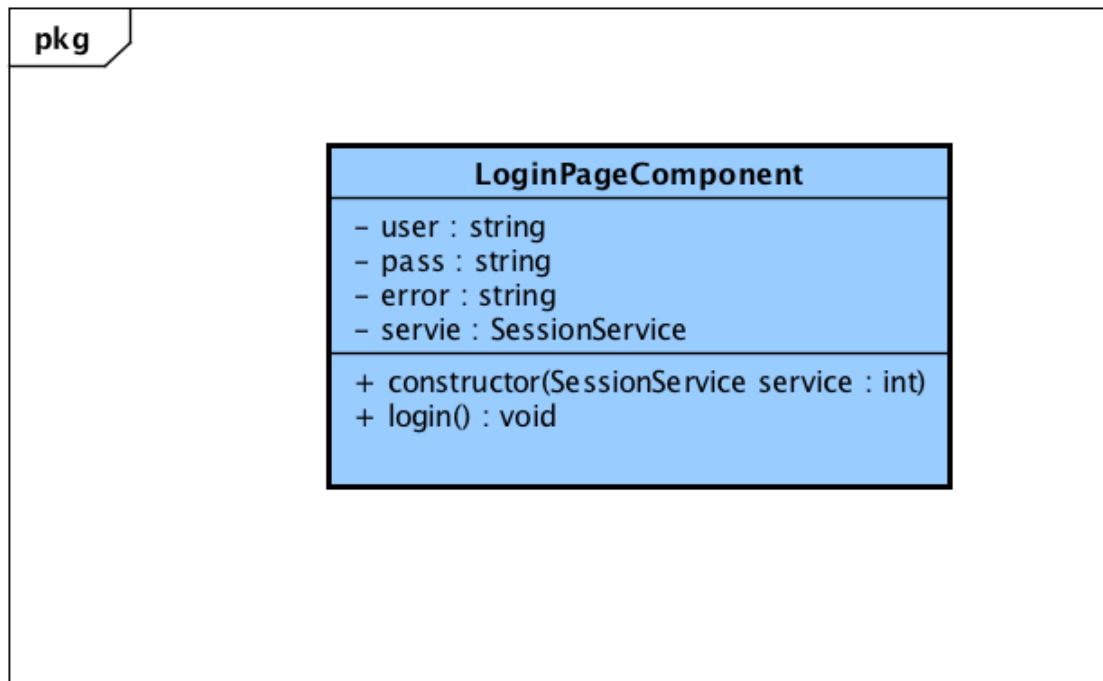 pkg
LoginPageComponent
– user : string
– pass : string
– error : string
– servie : SessionService
+ constructor(SessionService service : int)
+ login() : void